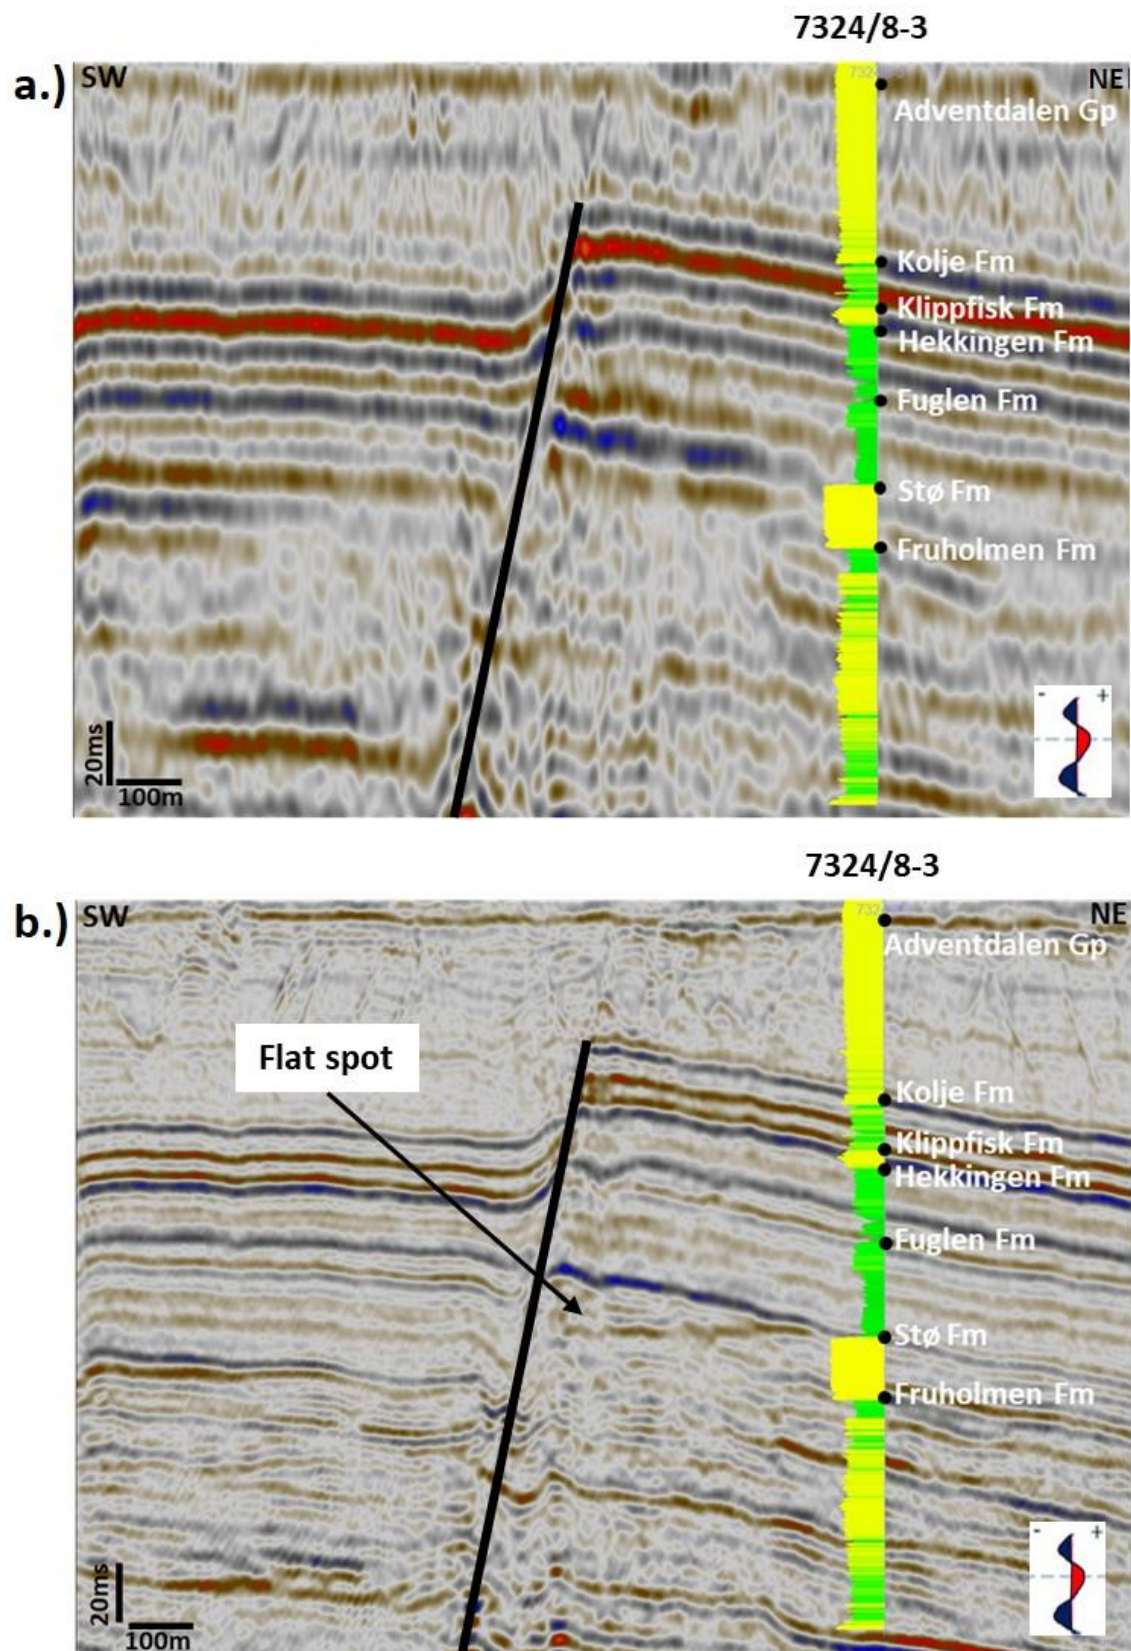 7324/8-3
a.)
SW
NE
Adventdalen Gp
Kolje Fm
Klippfisk Fm
Hekkingen Fm
Fuglen Fm
Stø Fm
Fruholmen Fm
- +
20ms
100m
7324/8-3
b.)
SW
NE
Adventdalen Gp
Flat spot
Kolje Fm
Klippfisk Fm
Hekkingen Fm
Fuglen Fm
Stø Fm
Fruholmen Fm
- +
20ms
100m